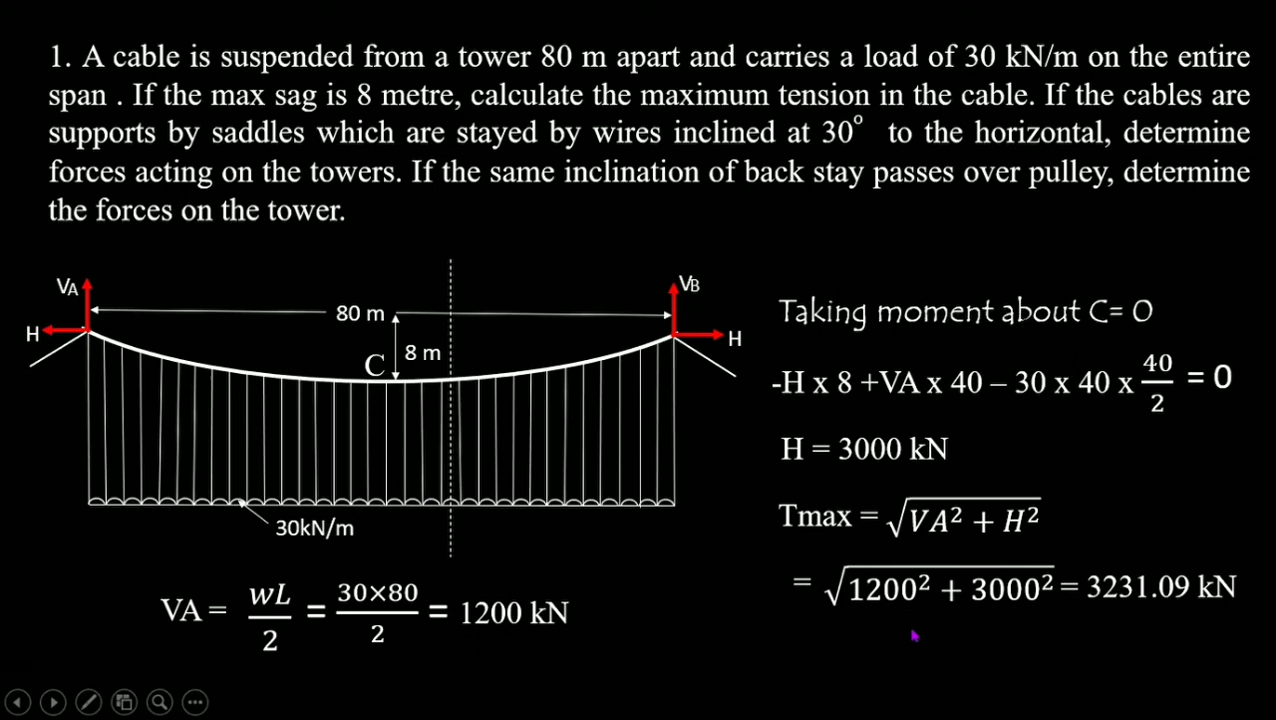 1. A cable is suspended from a tower 80 m apart and carries a load of 30 kN/m on the entire
span . If the max sag is 8 metre, calculate the maximum tension in the cable. If the cables are
supports by saddles which are stayed by wires inclined at 30° to the horizontal, determine
forces acting on the towers. If the same inclination of back stay passes over pulley, determine
the forces on the tower.
VA
VB
80 m
H
H
C
8 m
30kN/m
VA = wL/2 = 30×80/2 = 1200 kN
Taking moment about C= 0
-H x 8 +VA x 40 – 30 x 40 x 40/2 = 0
H = 3000 kN
Tmax = √VA² + H²
= √1200² + 3000² = 3231.09 kN